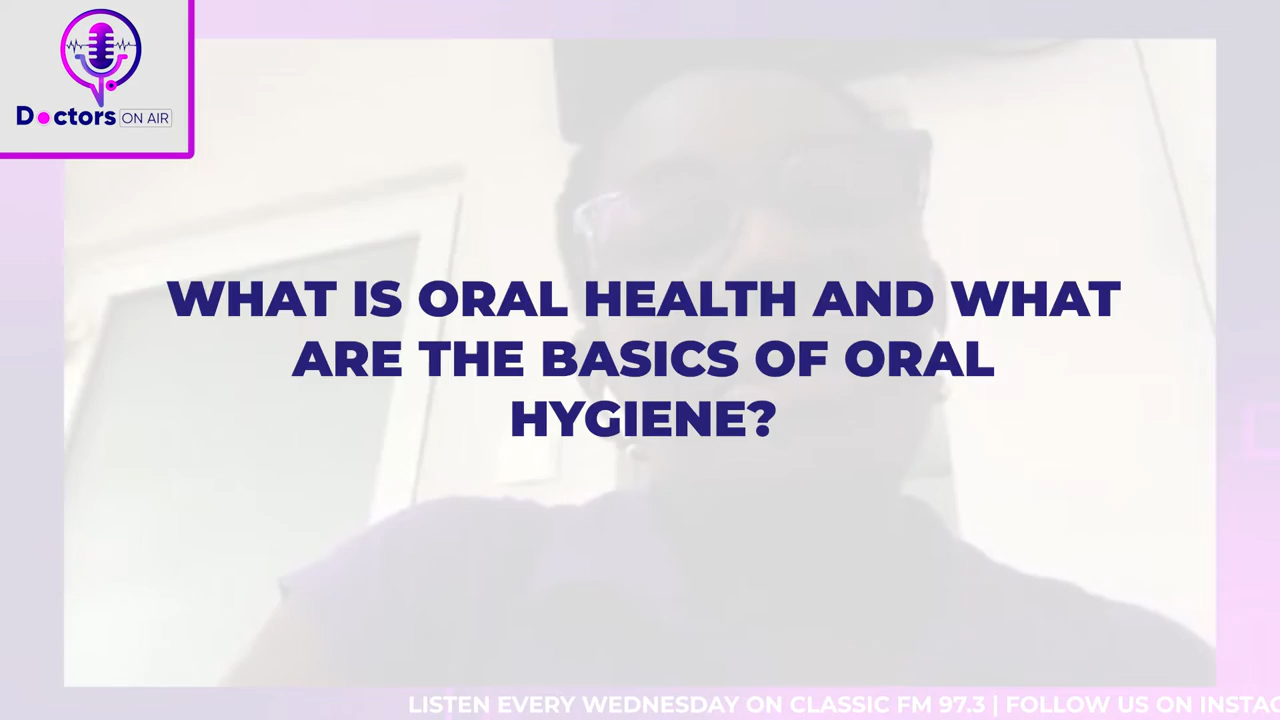 Doctors ON AIR
WHAT IS ORAL HEALTH AND WHAT
ARE THE BASICS OF ORAL
HYGIENE?
LISTEN EVERY WEDNESDAY ON CLASSIC FM 97.3 | FOLLOW US ON INSTAG